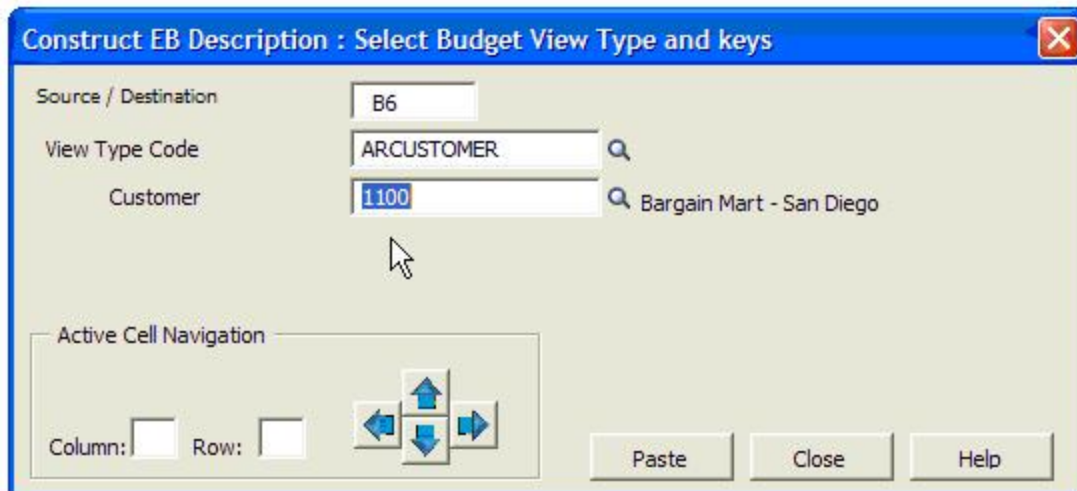 Construct EB Description : Select Budget View Type and keys
Source / Destination B6
View Type Code ARCUSTOMER
Customer 1100 Bargain Mart - San Diego
Active Cell Navigation
Column: Row:
Paste Close Help